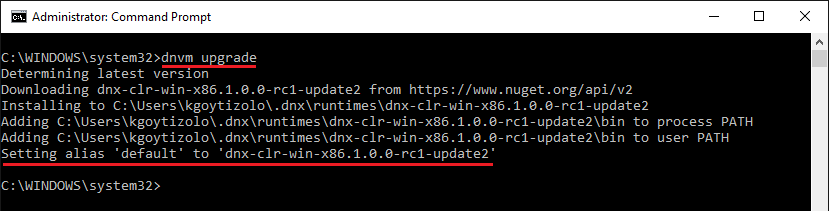 Administrator: Command Prompt
C:\WINDOWS\system32>dnvm upgrade
Determining latest version
Downloading dnx-clr-win-x86.1.0.0-rc1-update2 from https://www.nuget.org/api/v2
Installing to C:\Users\kgoytizolo\.dnx\runtimes\dnx-clr-win-x86.1.0.0-rc1-update2
Adding C:\Users\kgoytizolo\.dnx\runtimes\dnx-clr-win-x86.1.0.0-rc1-update2\bin to process PATH
Adding C:\Users\kgoytizolo\.dnx\runtimes\dnx-clr-win-x86.1.0.0-rc1-update2\bin to user PATH
Setting alias 'default' to 'dnx-clr-win-x86.1.0.0-rc1-update2'
C:\WINDOWS\system32>